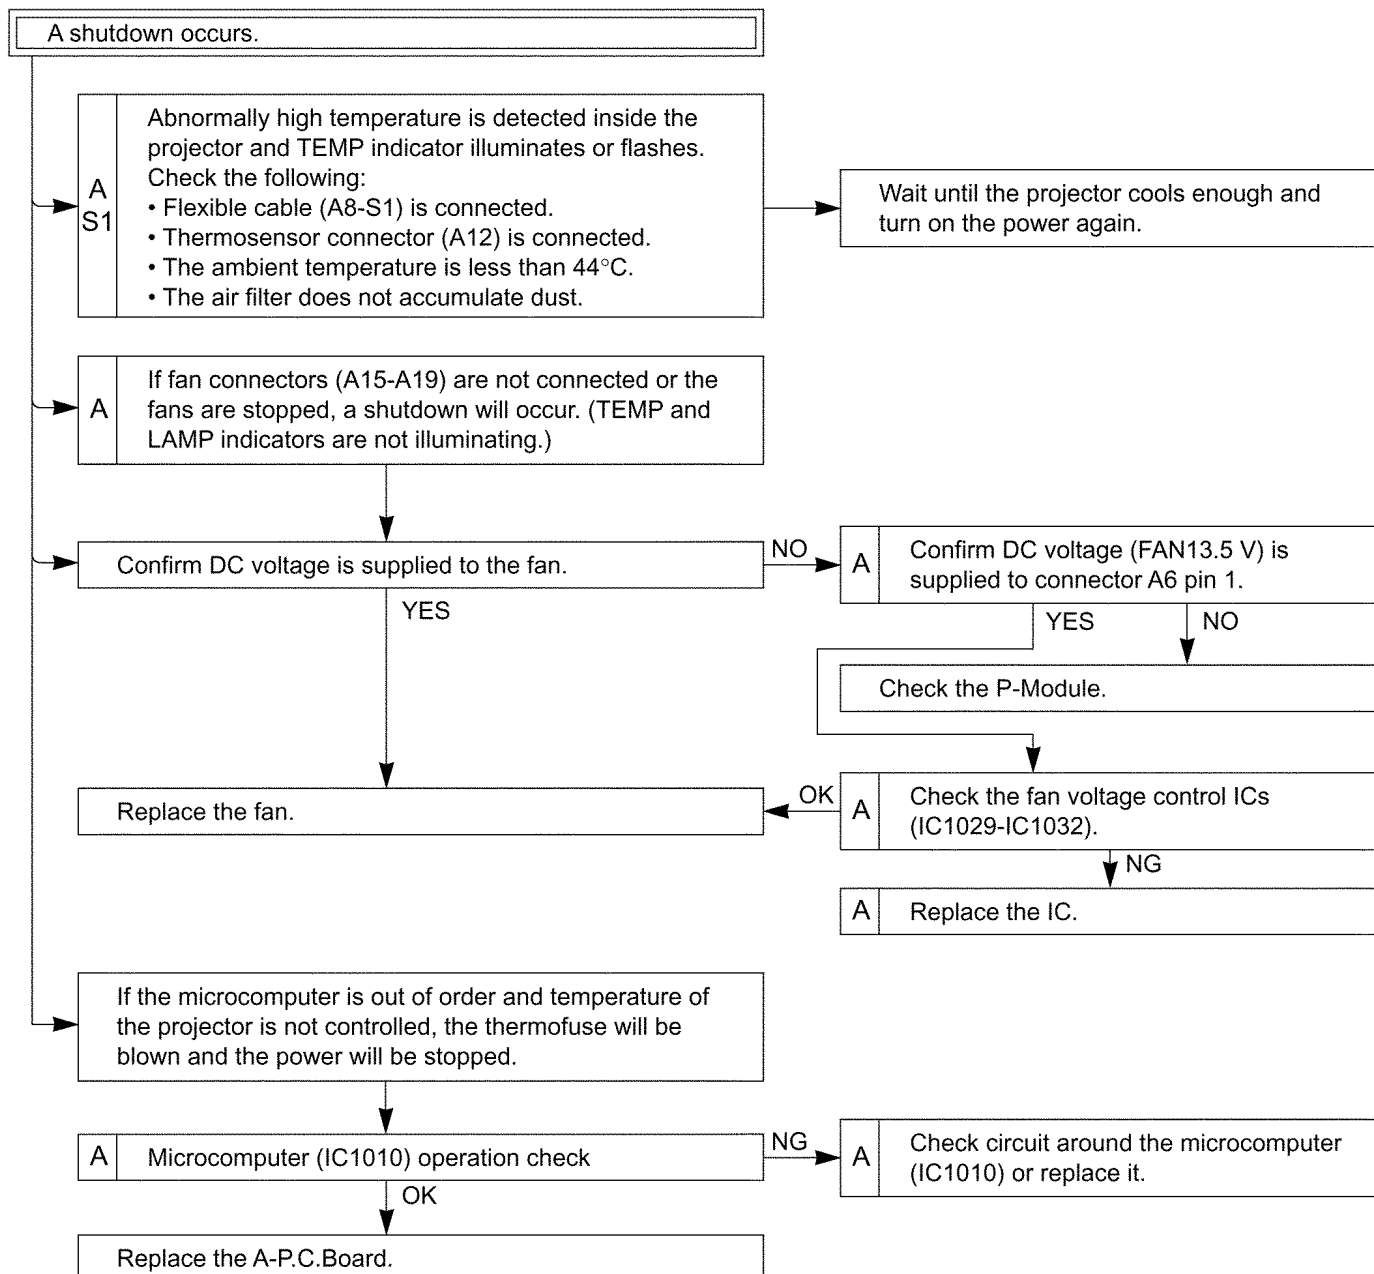 A shutdown occurs.
A
S1
Abnormally high temperature is detected inside the
projector and TEMP indicator illuminates or flashes.
Check the following:
• Flexible cable (A8-S1) is connected.
• Thermosensor connector (A12) is connected.
• The ambient temperature is less than 44°C.
• The air filter does not accumulate dust.
Wait until the projector cools enough and
turn on the power again.
A
If fan connectors (A15-A19) are not connected or the
fans are stopped, a shutdown will occur. (TEMP and
LAMP indicators are not illuminating.)
Confirm DC voltage is supplied to the fan.
NO
A
Confirm DC voltage (FAN13.5 V) is
supplied to connector A6 pin 1.
YES
YES
NO
Check the P-Module.
Replace the fan.
OK
A
Check the fan voltage control ICs
(IC1029-IC1032).
NG
A
Replace the IC.
If the microcomputer is out of order and temperature of
the projector is not controlled, the thermofuse will be
blown and the power will be stopped.
A
Microcomputer (IC1010) operation check
NG
A
Check circuit around the microcomputer
(IC1010) or replace it.
OK
Replace the A-P.C.Board.